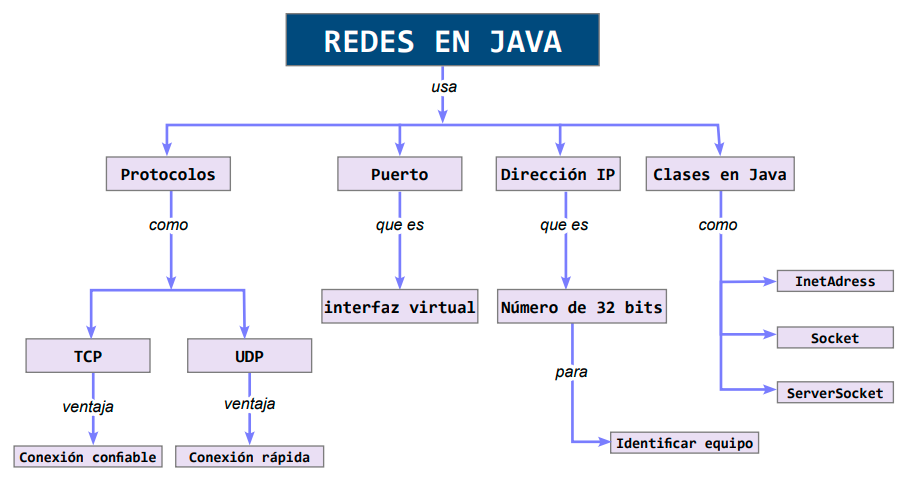 REDES EN JAVA
usa
Protocolos
Puerto
Dirección IP
Clases en Java
como
que es
que es
como
InetAdress
interfaz virtual
Número de 32 bits
Socket
TCP
UDP
para
ServerSocket
ventaja
ventaja
Identificar equipo
Conexión confiable
Conexión rápida